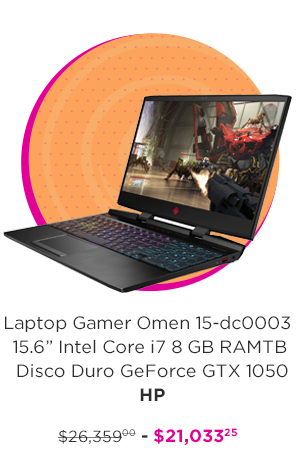 Laptop Gamer Omen 15-dc0003
15.6” Intel Core i7 8 GB RAMTB
Disco Duro GeForce GTX 1050
HP
$26,359⁰⁰ - $21,033²⁵